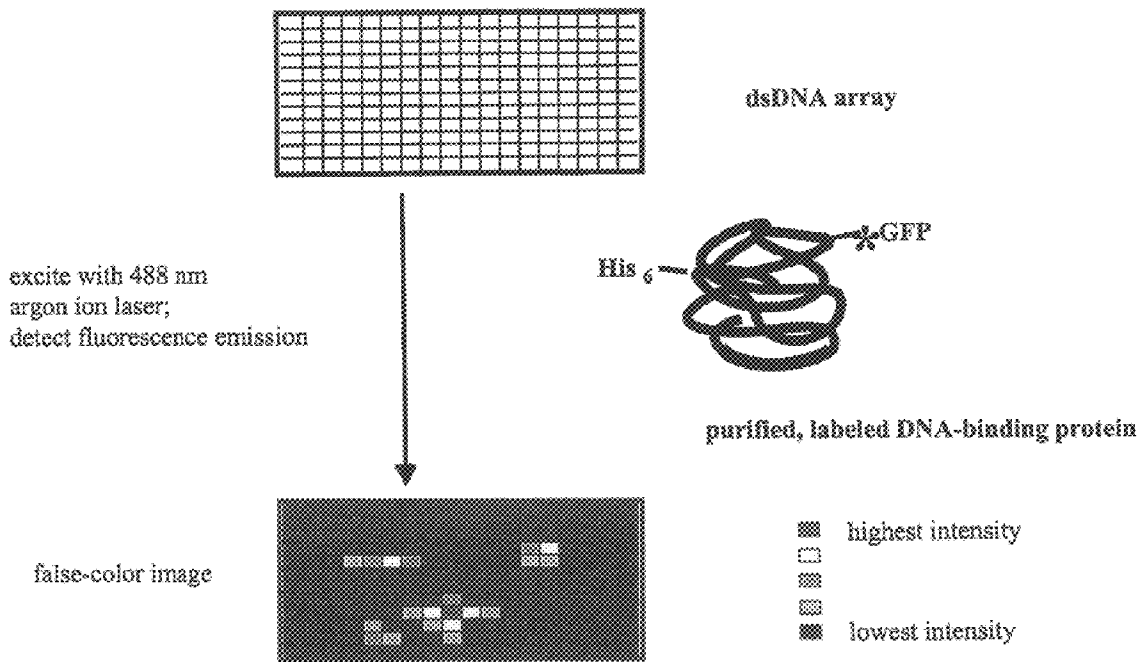 dsDNA array
GFP
His 6
excite with 488 nm
argon ion laser;
detect fluorescence emission
purified, labeled DNA-binding protein
false-color image
highest intensity
lowest intensity